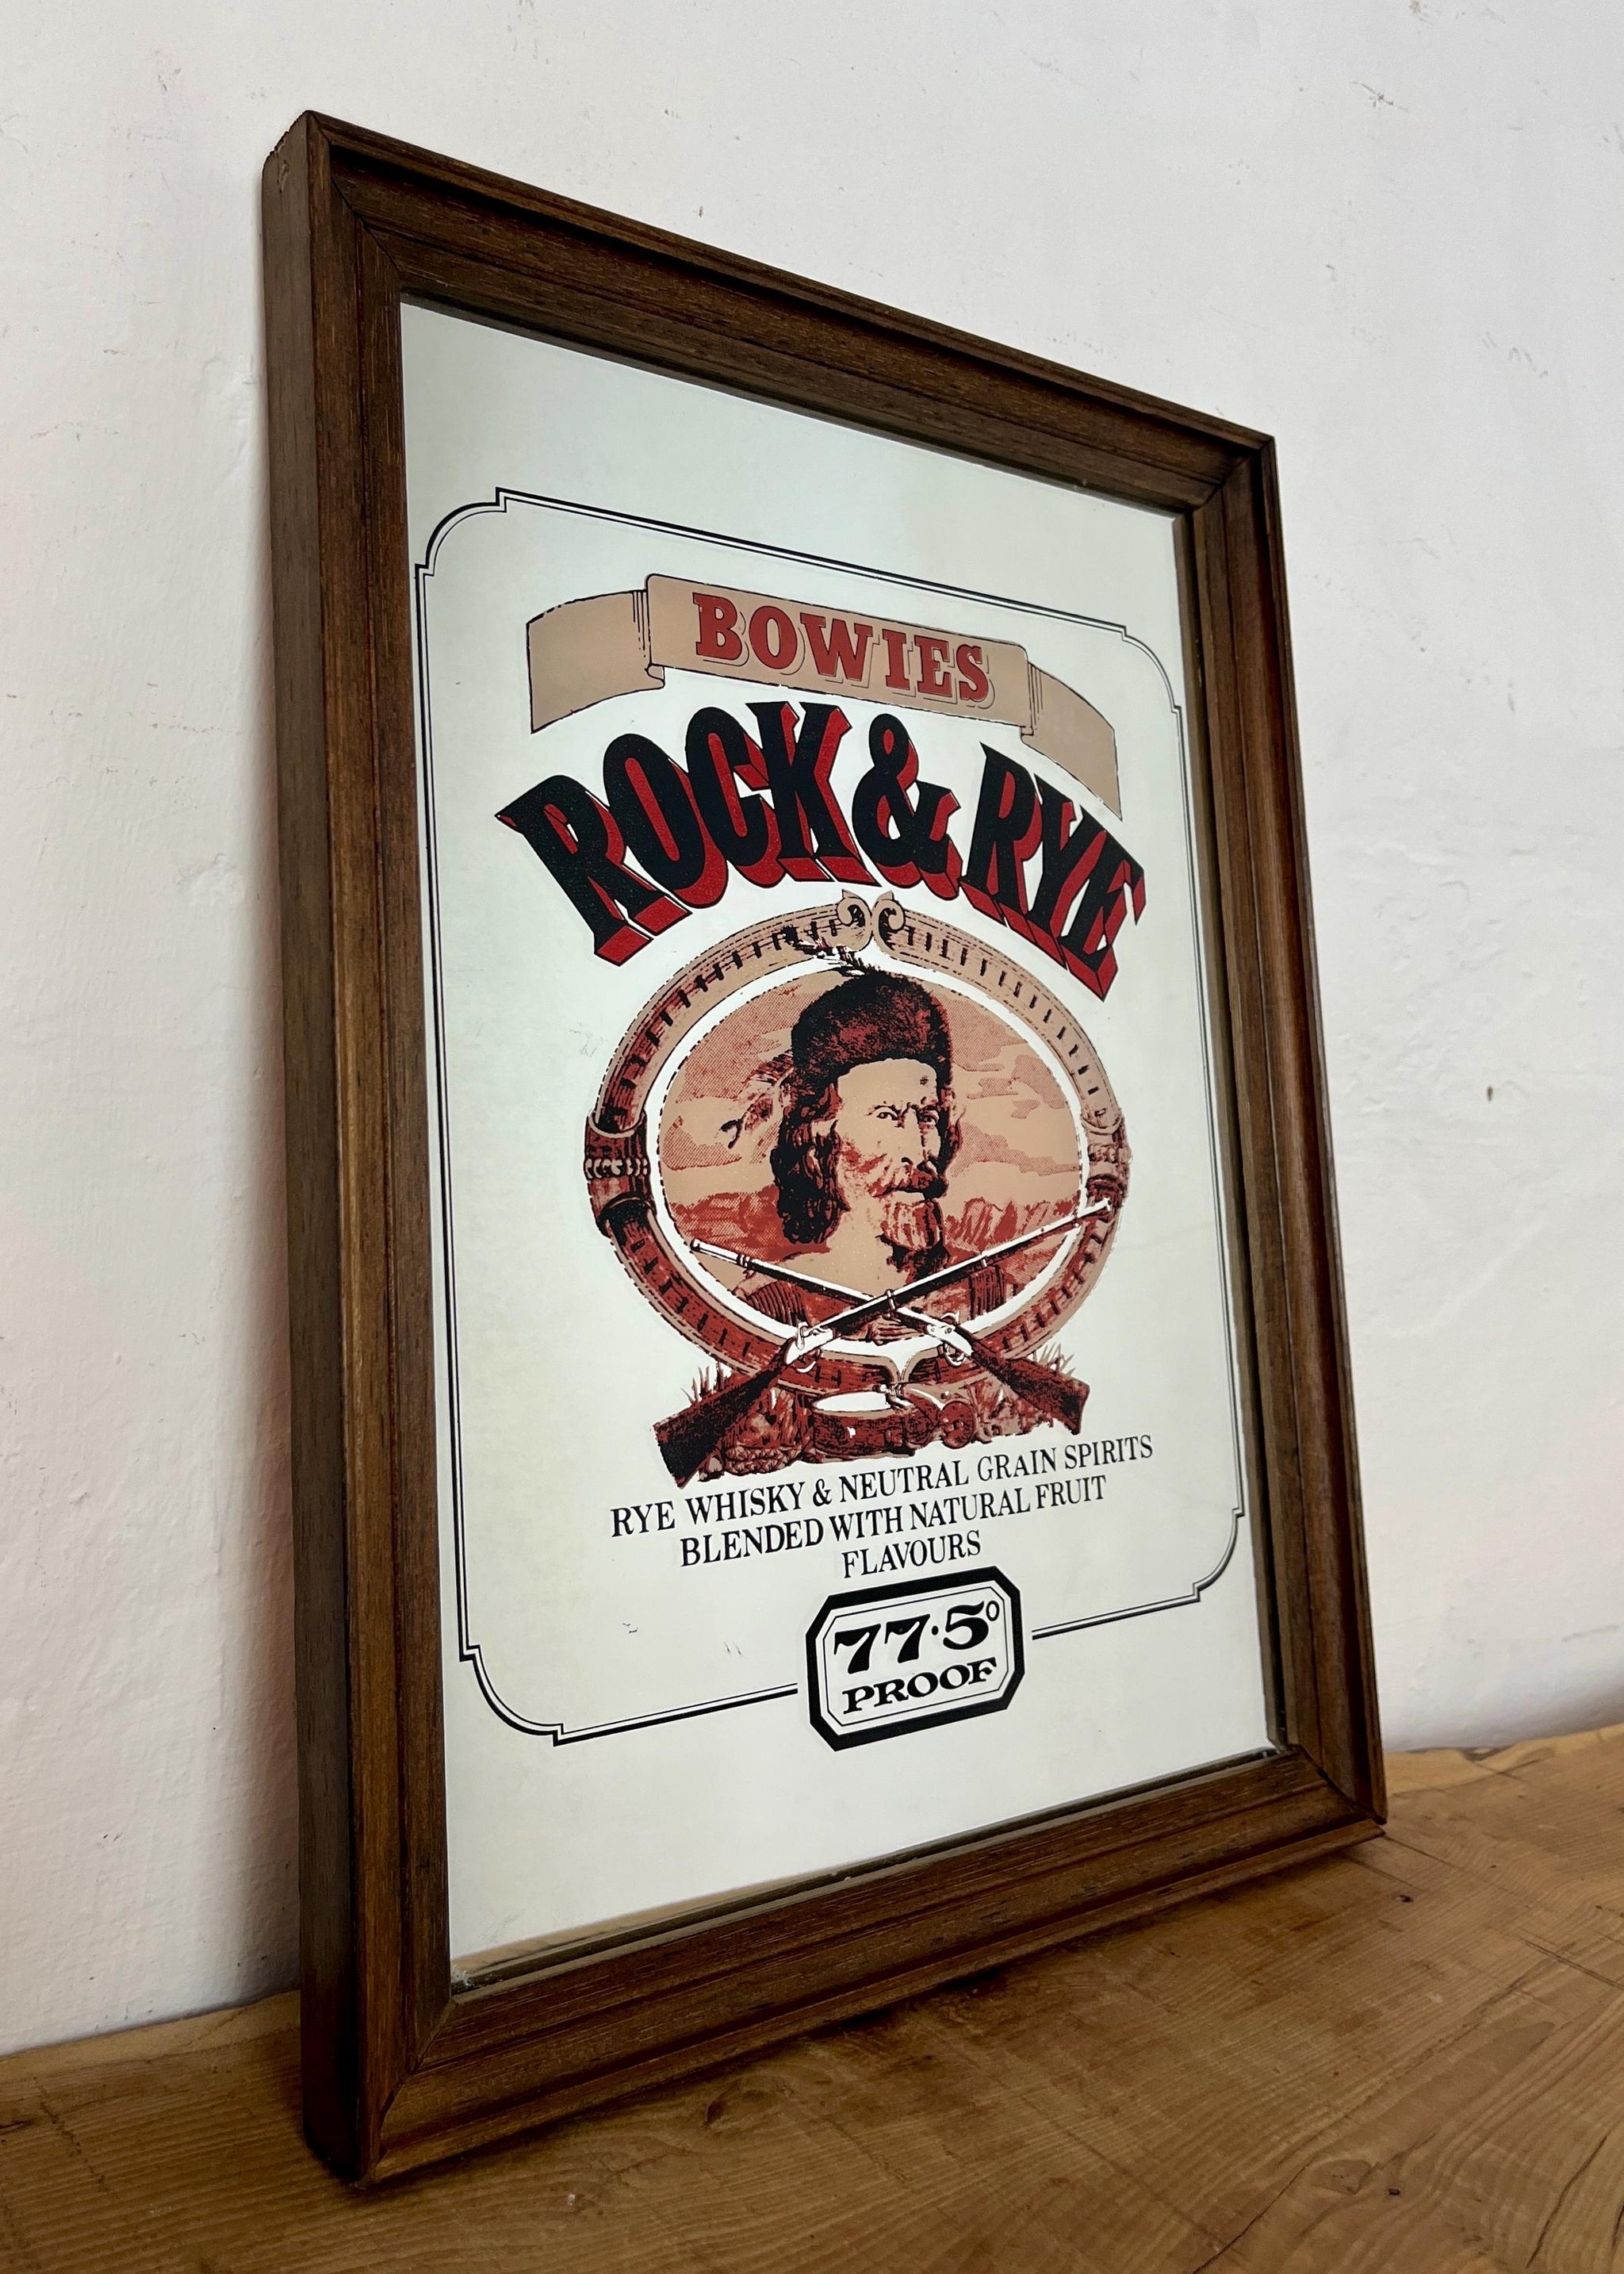 BOWIES
ROCK & RYE
RYE WHISKY & NEUTRAL GRAIN SPIRITS
BLENDED WITH NATURAL FRUIT
FLAVOURS
77·5°
PROOF